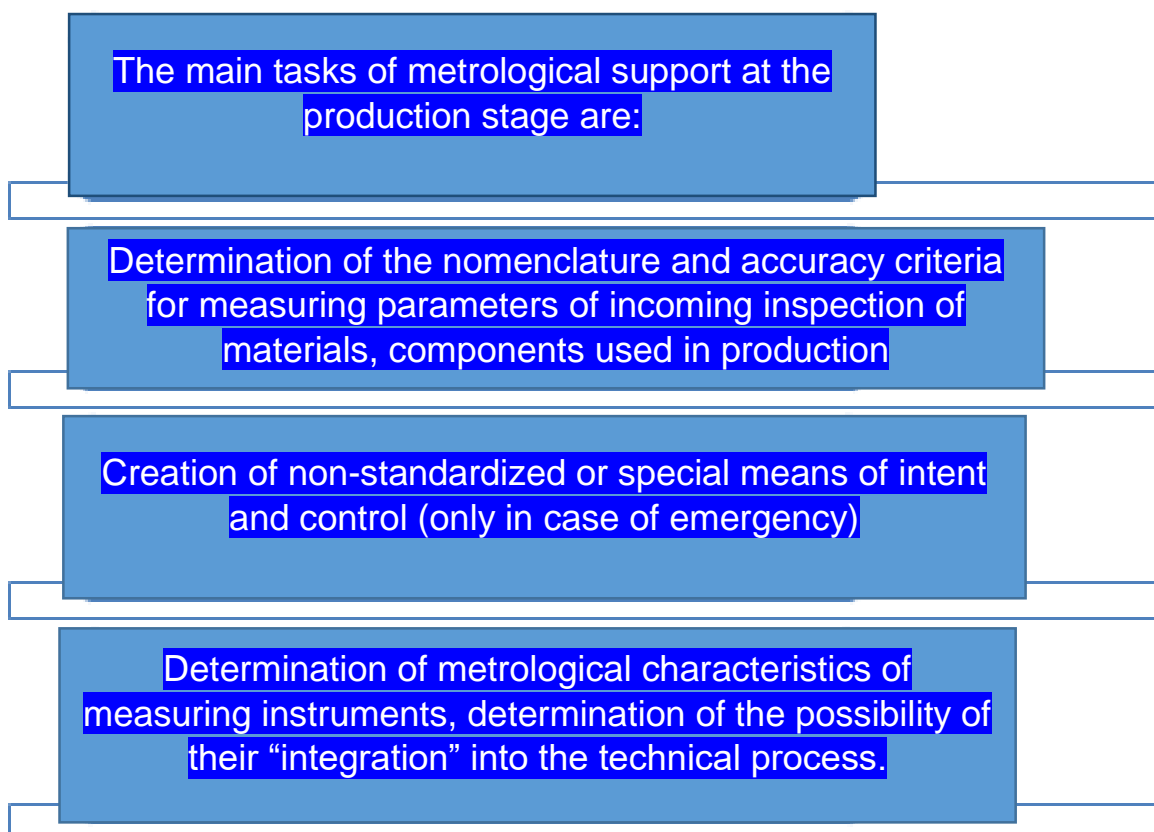 The main tasks of metrological support at the
production stage are:
Determination of the nomenclature and accuracy criteria
for measuring parameters of incoming inspection of
materials, components used in production
Creation of non-standardized or special means of intent
and control (only in case of emergency)
Determination of metrological characteristics of
measuring instruments, determination of the possibility of
their “integration” into the technical process.